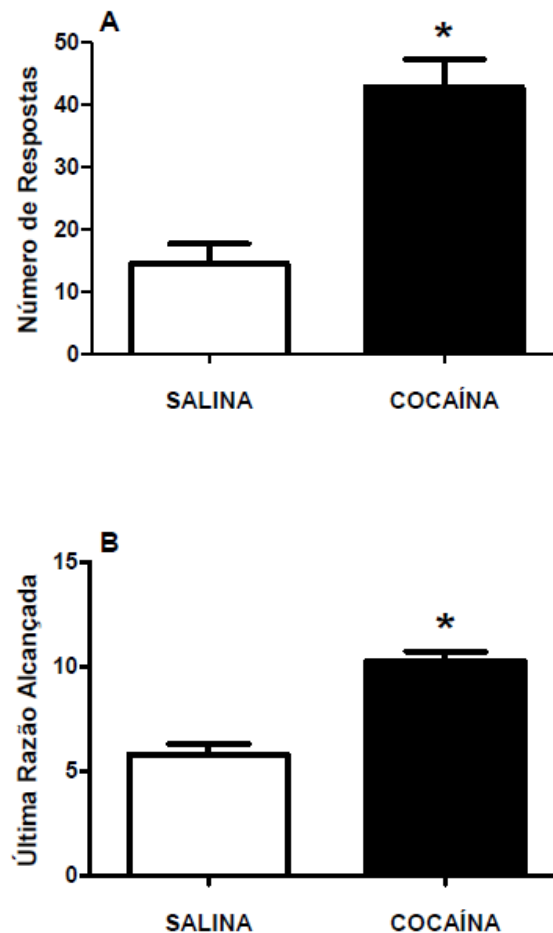 A
*
Número de Respostas
50
40
30
20
10
0
SALINA COCAÍNA
B
*
Última Razão Alcançada
15
10
5
0
SALINA COCAÍNA